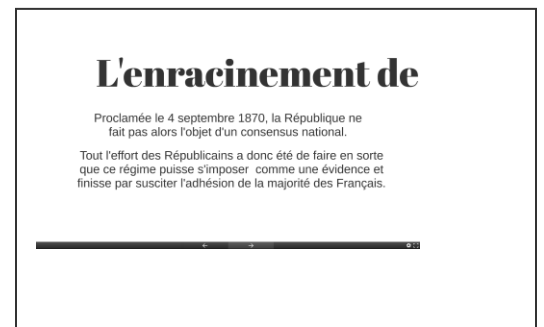 L'enracinement de
Proclamée le 4 septembre 1870, la République ne
fait pas alors l'objet d'un consensus national.
Tout l'effort des Républicains a donc été de faire en sorte
que ce régime puisse s'imposer  comme une évidence et
finisse par susciter l'adhésion de la majorité des Français.